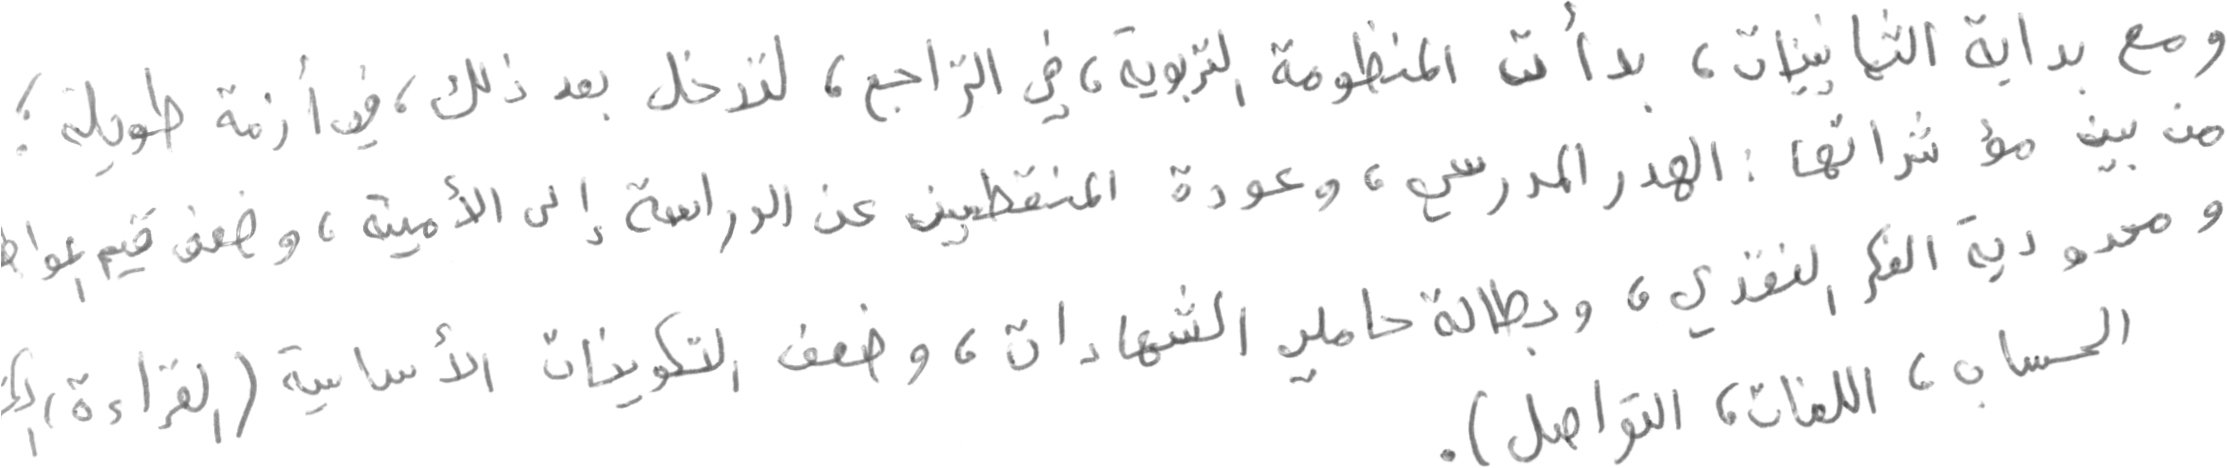 ومع بداية الثمانينات، بدأت المنظومة التربوية، في التراجع، لتدخل بعد ذلك، في أزمة طويلة؛
من بين مؤشراتها: الهدر المدرسي، وعودة المنقطعين عن الدراسة إلى الأمية، وضعف قيم
ومحدودية الفكر النقدي، وبطالة حاملي الشهادات، وضعف التكوينات الأساسية (القراءة،
الحساب، اللغات، التواصل).